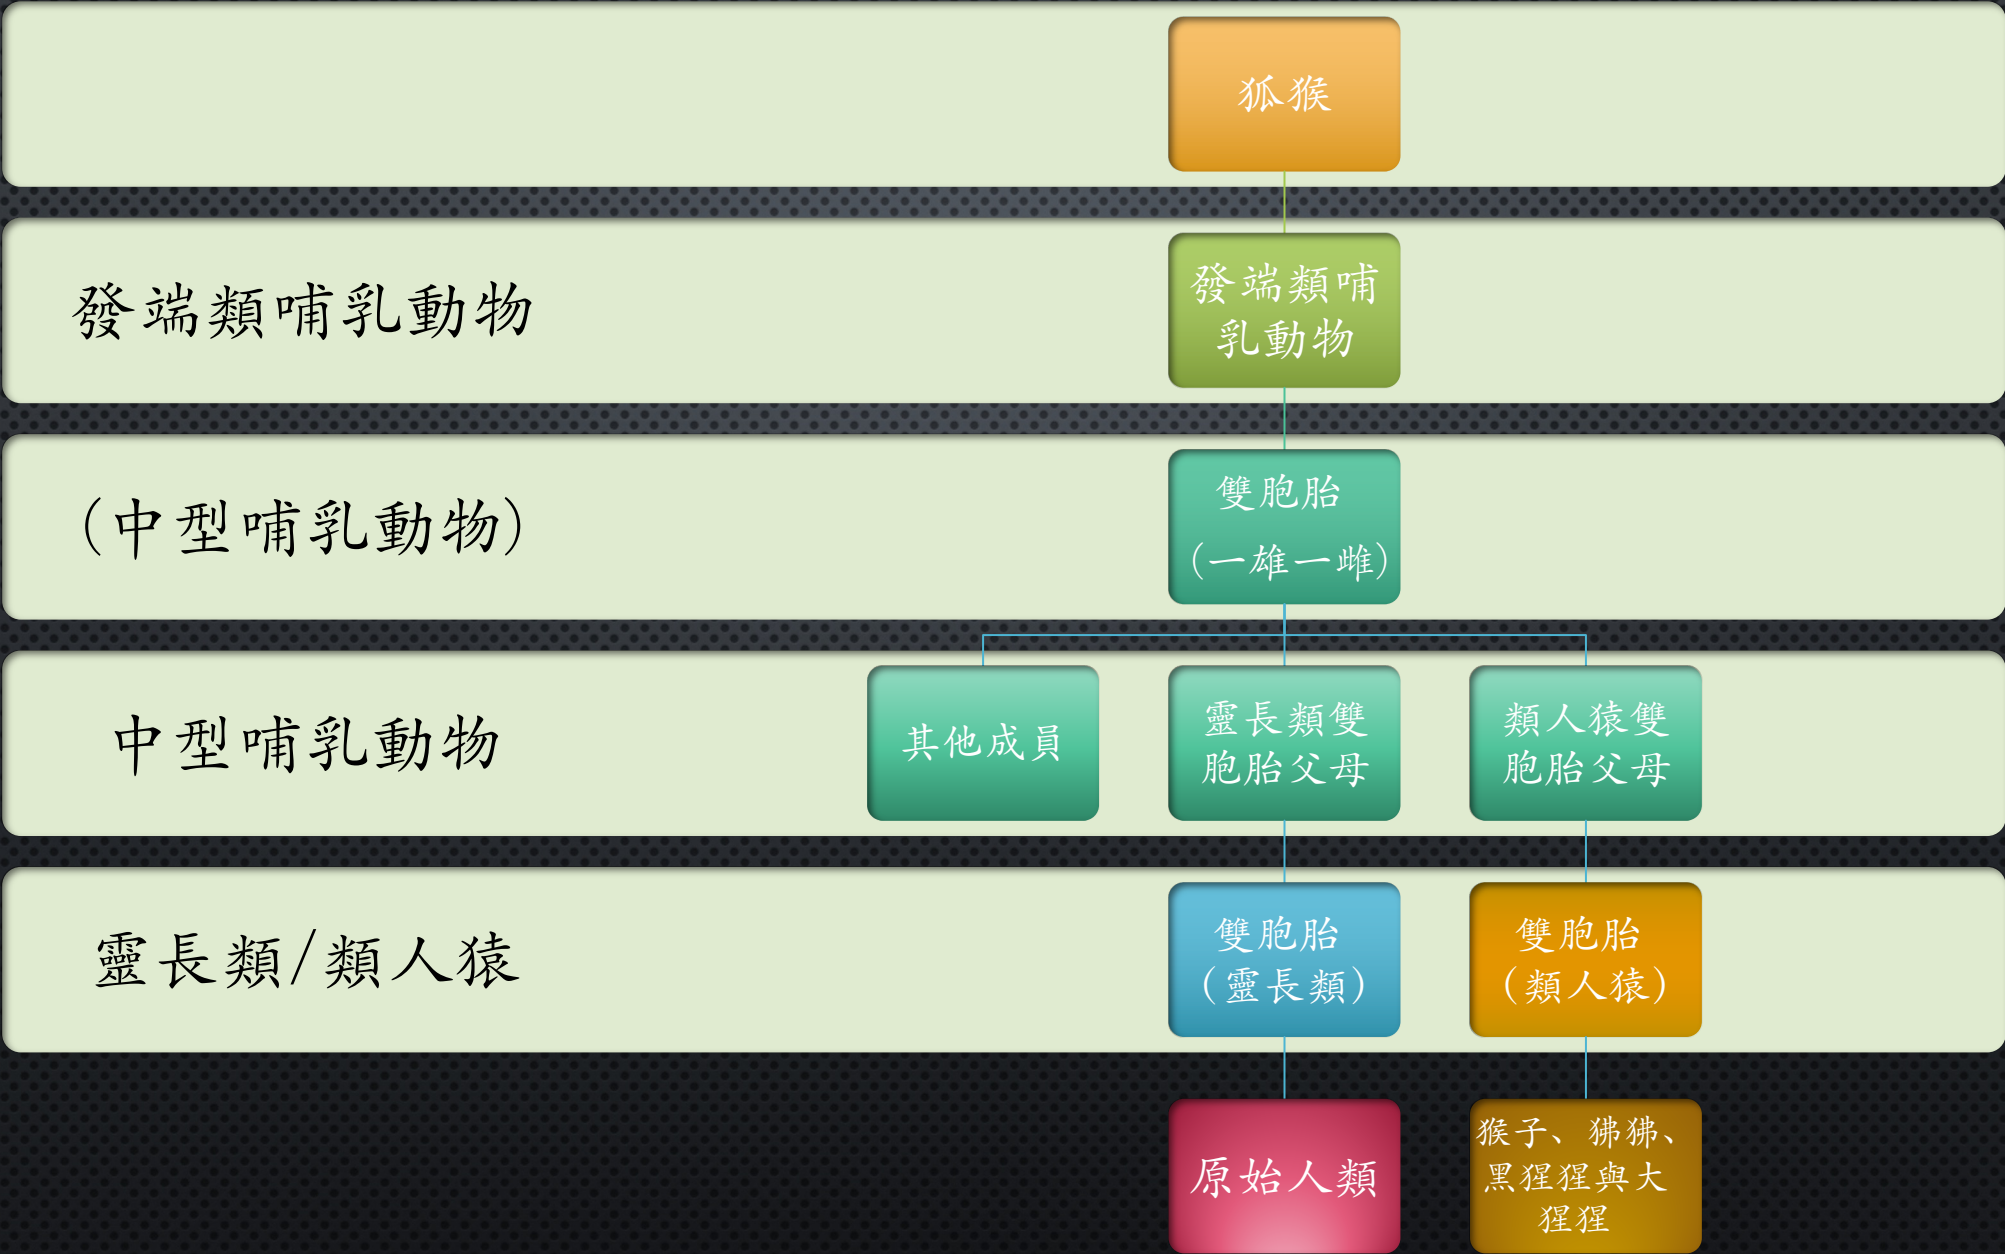 狐猴
發端類哺乳動物
發端類哺
乳動物
(中型哺乳動物)
雙胞胎
(一雄一雌)
中型哺乳動物
其他成員
靈長類雙
胞胎父母
類人猿雙
胞胎父母
靈長類/類人猿
雙胞胎
(靈長類)
雙胞胎
(類人猿)
原始人類
猴子、狒狒、
黑猩猩與大
猩猩